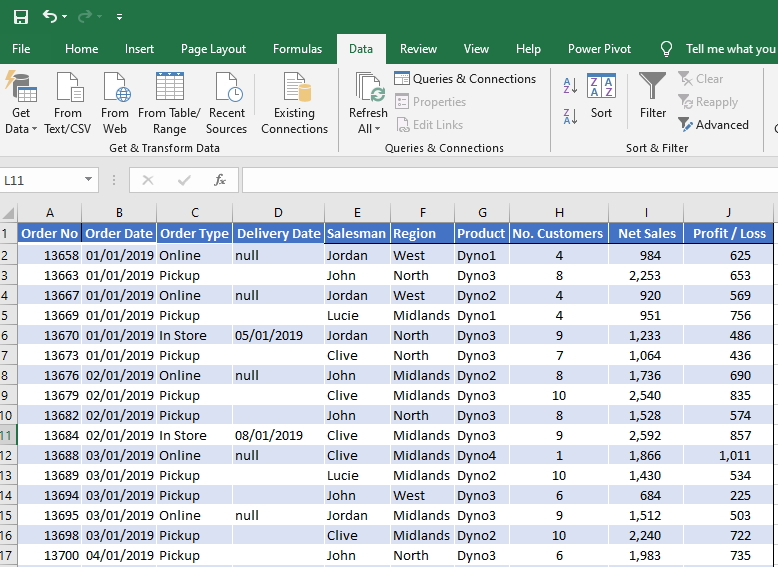 File Home Insert Page Layout Formulas Data Review View Help Power Pivot Tell me what you
Get Data From Text/CSV From Web From Table/ Range Recent Sources Existing Connections Refresh All Queries & Connections Properties Edit Links Sort Filter Clear Reapply Advanced
Get & Transform Data Queries & Connections Sort & Filter
L11 fx
A B C D E F G H I J
1 Order No Order Date Order Type Delivery Date Salesman Region Product No. Customers Net Sales Profit / Loss
2 13658 01/01/2019 Online null Jordan West Dyno1 4 984 625
3 13663 01/01/2019 Pickup John North Dyno3 8 2,253 653
4 13667 01/01/2019 Online null Jordan West Dyno2 4 920 569
5 13669 01/01/2019 Pickup Lucie Midlands Dyno1 4 951 756
6 13670 01/01/2019 In Store 05/01/2019 Jordan North Dyno3 9 1,233 486
7 13673 01/01/2019 Pickup Clive North Dyno3 7 1,064 436
8 13676 02/01/2019 Online null John Midlands Dyno2 8 1,736 690
9 13679 02/01/2019 Pickup Clive Midlands Dyno3 10 2,540 835
10 13682 02/01/2019 Pickup John North Dyno3 8 1,528 574
11 13684 02/01/2019 In Store 08/01/2019 Clive Midlands Dyno3 9 2,592 857
12 13688 03/01/2019 Online null Clive Midlands Dyno4 1 1,866 1,011
13 13689 03/01/2019 Pickup Lucie Midlands Dyno2 10 1,430 534
14 13694 03/01/2019 Pickup John West Dyno3 6 684 225
15 13695 03/01/2019 Online null Jordan Midlands Dyno3 9 1,512 503
16 13698 03/01/2019 Pickup Clive Midlands Dyno2 10 2,240 722
17 13700 04/01/2019 Pickup John North Dyno3 6 1,983 735